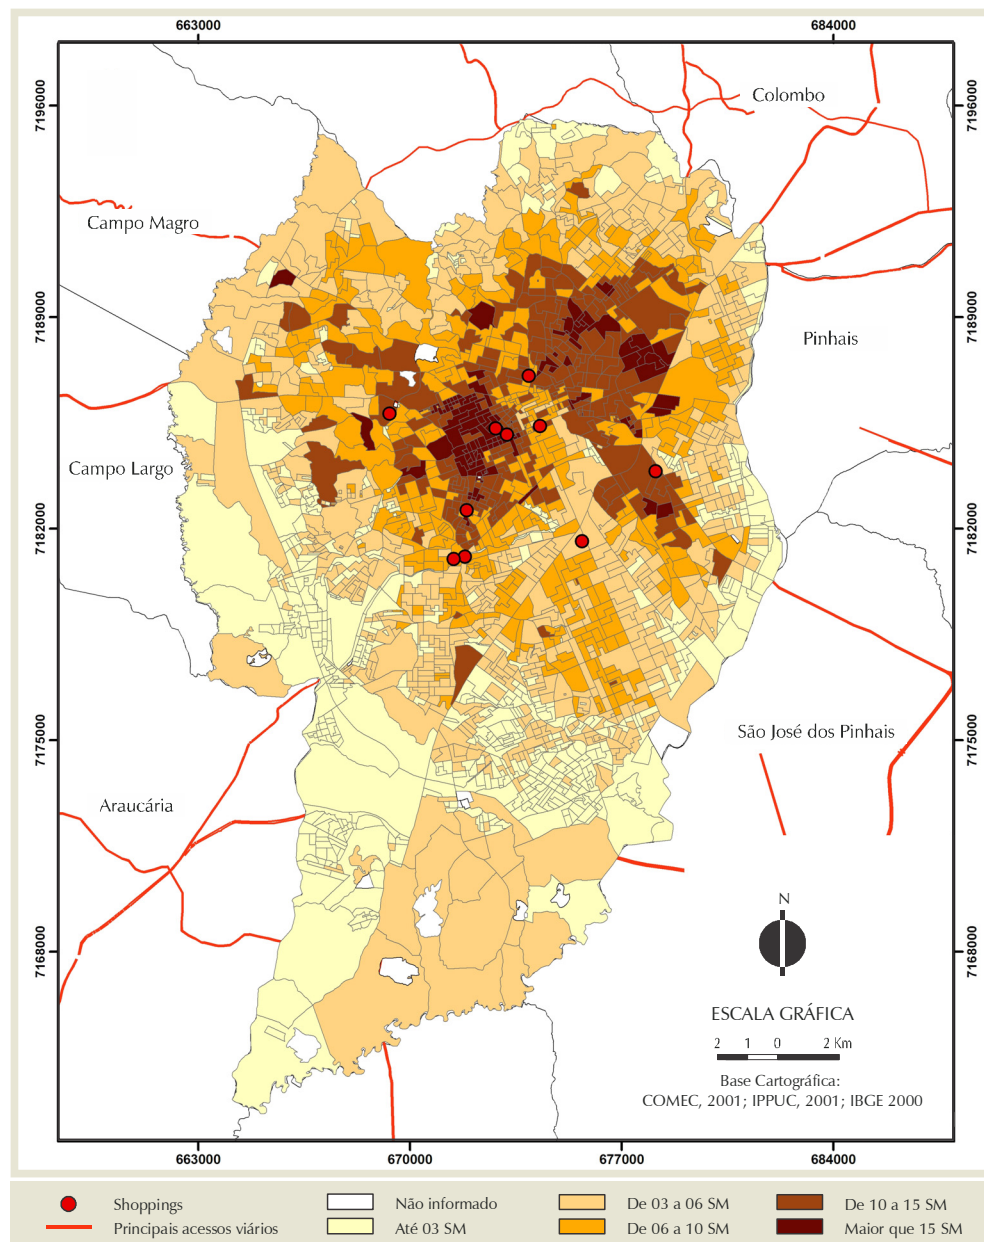 663000 684000
7196000 7196000
Colombo
Campo Magro
7189000 7189000
Pinhais
Campo Largo
7182000 7182000
São José dos Pinhais
7175000 7175000
Araucária
N
7168000 7168000
ESCALA GRÁFICA
2 1 0 2 Km
Base Cartográfica:
COMEC, 2001; IPPUC, 2001; IBGE 2000
663000 670000 677000 684000
Shoppings Não informado De 03 a 06 SM De 10 a 15 SM
Principais acessos viários Até 03 SM De 06 a 10 SM Maior que 15 SM